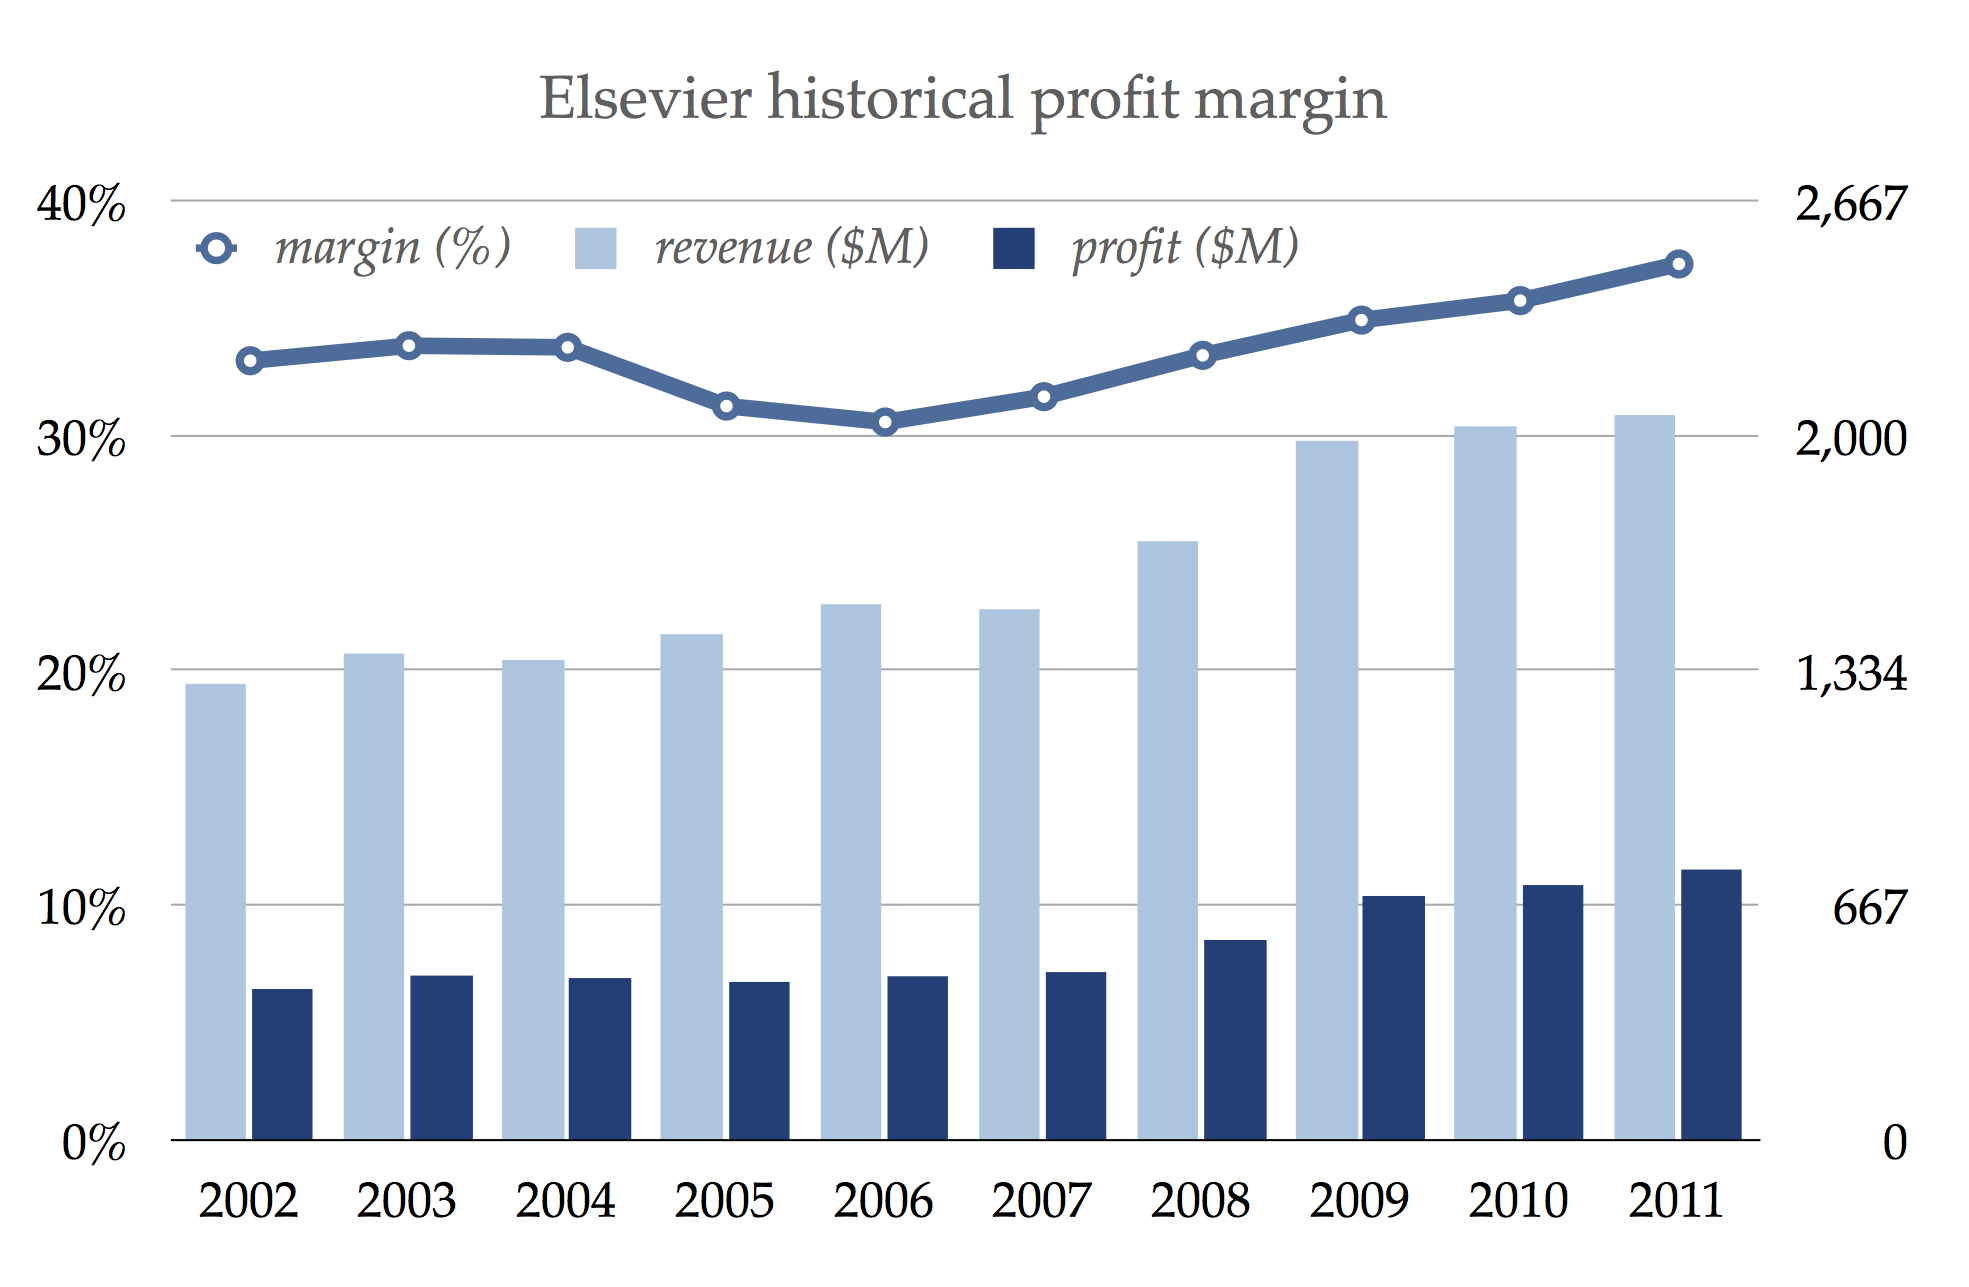 Elsevier historical profit margin
40% 2,667
margin (%) revenue ($M) profit ($M)
30% 2,000
20% 1,334
10% 667
0% 0
2002 2003 2004 2005 2006 2007 2008 2009 2010 2011